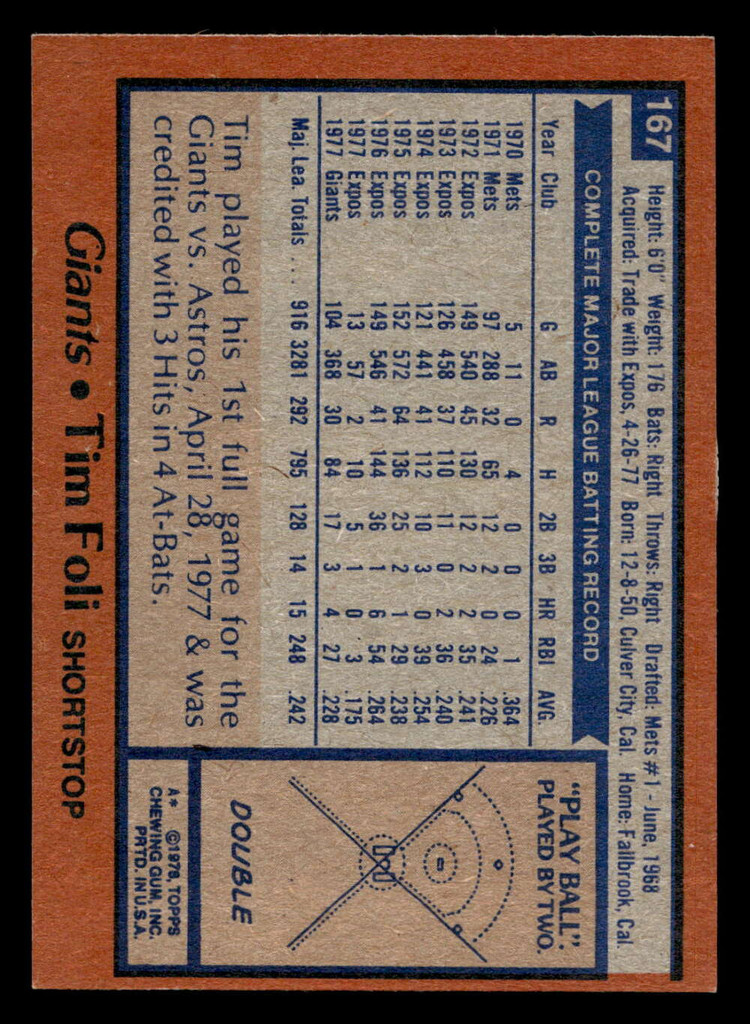 167
Height: 6'0" Weight: 176 Bats: Right Throws: Right Drafted: Mets #1 - June, 1968
Acquired: Trade with Expos, 4-26-77 Born: 12-8-50, Culver City, Cal. Home: Fallbrook, Cal.
COMPLETE MAJOR LEAGUE BATTING RECORD
Year Club G AB R H 2B 3B HR RBI AVG.
1970 Mets 5 11 0 4 0 0 0 1 .364
1971 Mets 97 288 32 65 12 2 0 24 .226
1972 Expos 149 540 45 130 12 2 2 35 .241
1973 Expos 126 458 37 110 11 0 2 36 .240
1974 Expos 121 441 41 112 10 3 0 39 .254
1975 Expos 152 572 64 136 25 2 1 29 .238
1976 Expos 149 546 41 144 36 1 6 54 .264
1977 Expos 13 57 2 10 5 1 0 3 .175
1977 Giants 104 368 30 84 17 3 4 27 .228
Maj. Lea. Totals ... 916 3281 292 795 128 14 15 248 .242
Tim played his 1st full game for the
Giants vs. Astros, April 28, 1977 & was
credited with 3 Hits in 4 At-Bats.
"PLAY BALL":
PLAYED BY TWO.
DOUBLE
A* ©1978, TOPPS
CHEWING GUM, INC.
PRTD. IN U.S.A.
Giants • Tim Foli SHORTSTOP